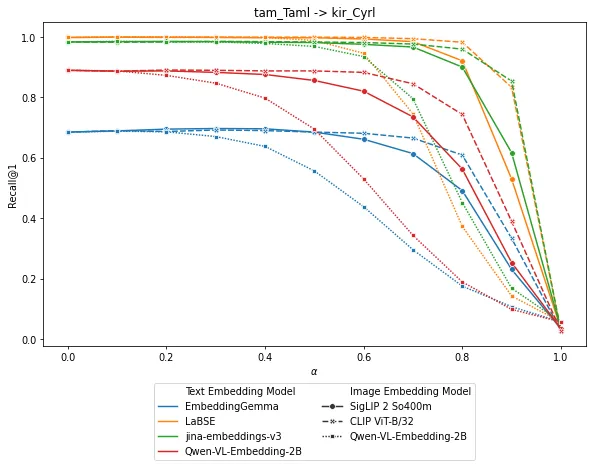 tam_Taml -> kir_Cyrl
1.0
0.8
0.6
0.4
0.2
0.0
Recall@1
0.0 0.2 0.4 0.6 0.8 1.0
α
Text Embedding Model Image Embedding Model
EmbeddingGemma SigLIP 2 So400m
LaBSE CLIP ViT-B/32
jina-embeddings-v3 Qwen-VL-Embedding-2B
Qwen-VL-Embedding-2B